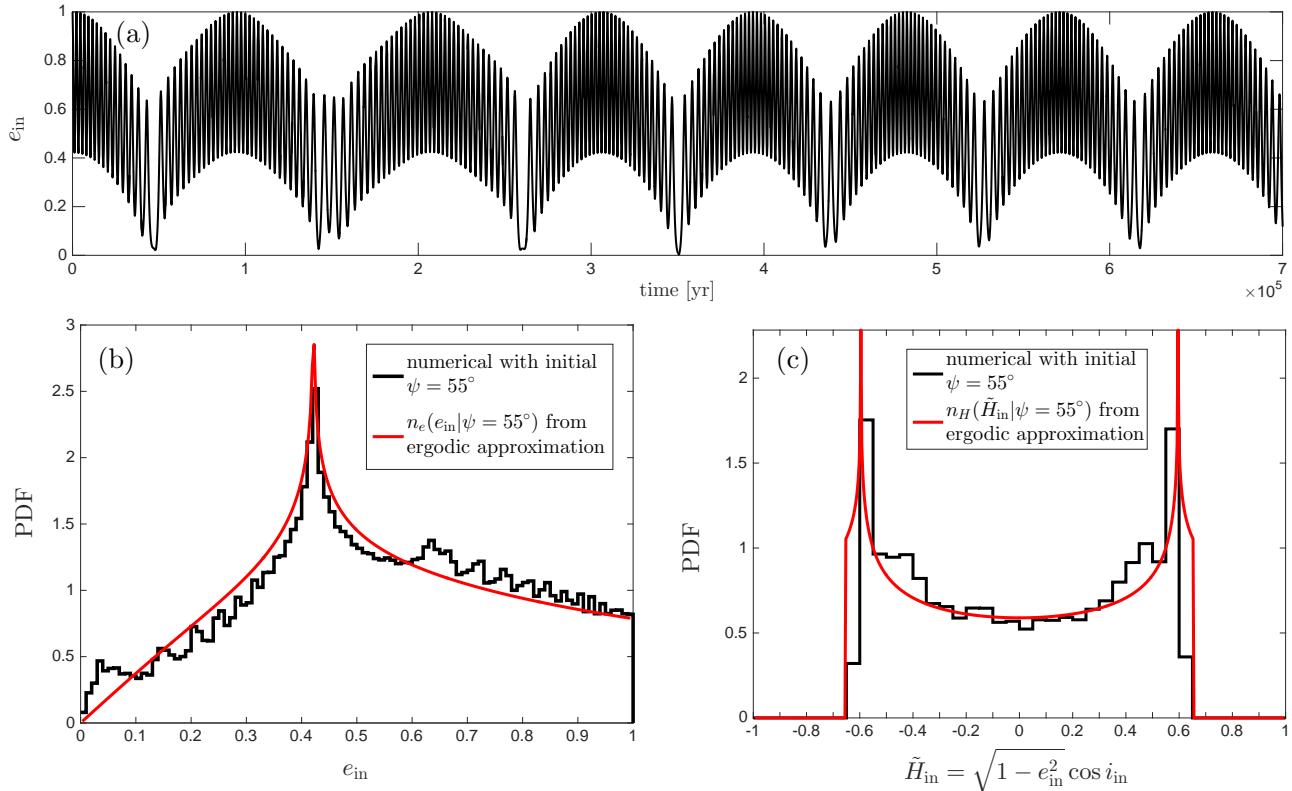 (a)
1
0.8
0.6
0.4
0.2
0
e_in
0 1 2 3 4 5 6 7
time [yr]
×10^5
(b)
3
2.5
2
1.5
1
0.5
0
PDF
numerical with initial
ψ = 55°
n_e(e_in|ψ = 55°) from
ergodic approximation
0 0.1 0.2 0.3 0.4 0.5 0.6 0.7 0.8 0.9 1
e_in
(c)
2
1.5
1
0.5
0
PDF
numerical with initial
ψ = 55°
n_H(H̃_in|ψ = 55°) from
ergodic approximation
-1 -0.8 -0.6 -0.4 -0.2 0 0.2 0.4 0.6 0.8 1
H̃_in = √(1 − e_in^2) cos i_in